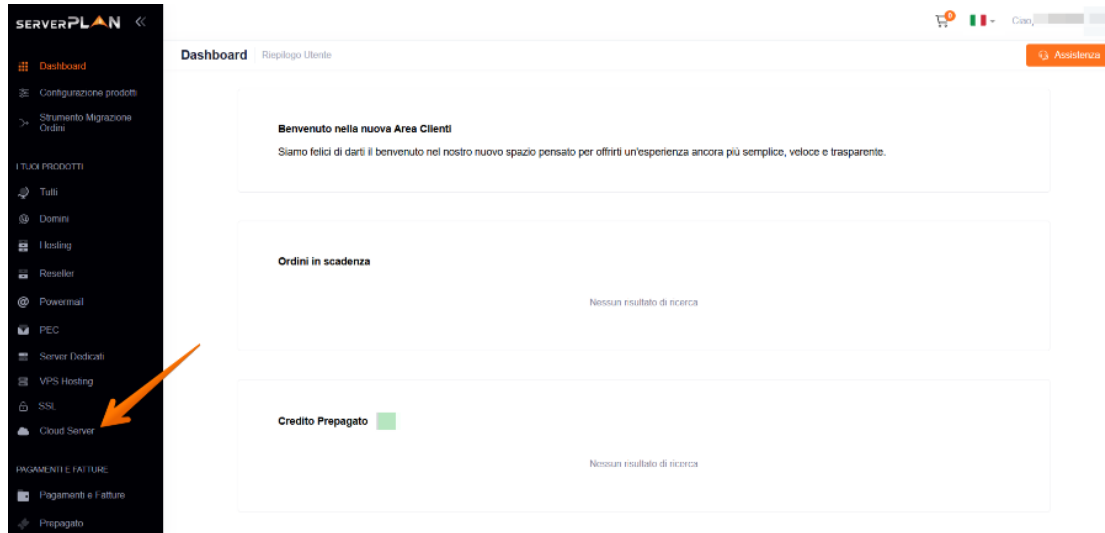 SERVERPLAN
0
Ciao,
Dashboard
Configurazione prodotti
Strumento Migrazione
Ordini
I TUOI PRODOTTI
Tutti
Domini
Hosting
Reseller
Powermail
PEC
Server Dedicati
VPS Hosting
SSL
Cloud Server
PAGAMENTI E FATTURE
Pagamenti e Fatture
Prepagato
Dashboard Riepilogo Utente
Assistenza
Benvenuto nella nuova Area Clienti
Siamo felici di darti il benvenuto nel nostro nuovo spazio pensato per offrirti un'esperienza ancora più semplice, veloce e trasparente.
Ordini in scadenza
Nessun risultato di ricerca
Credito Prepagato
Nessun risultato di ricerca